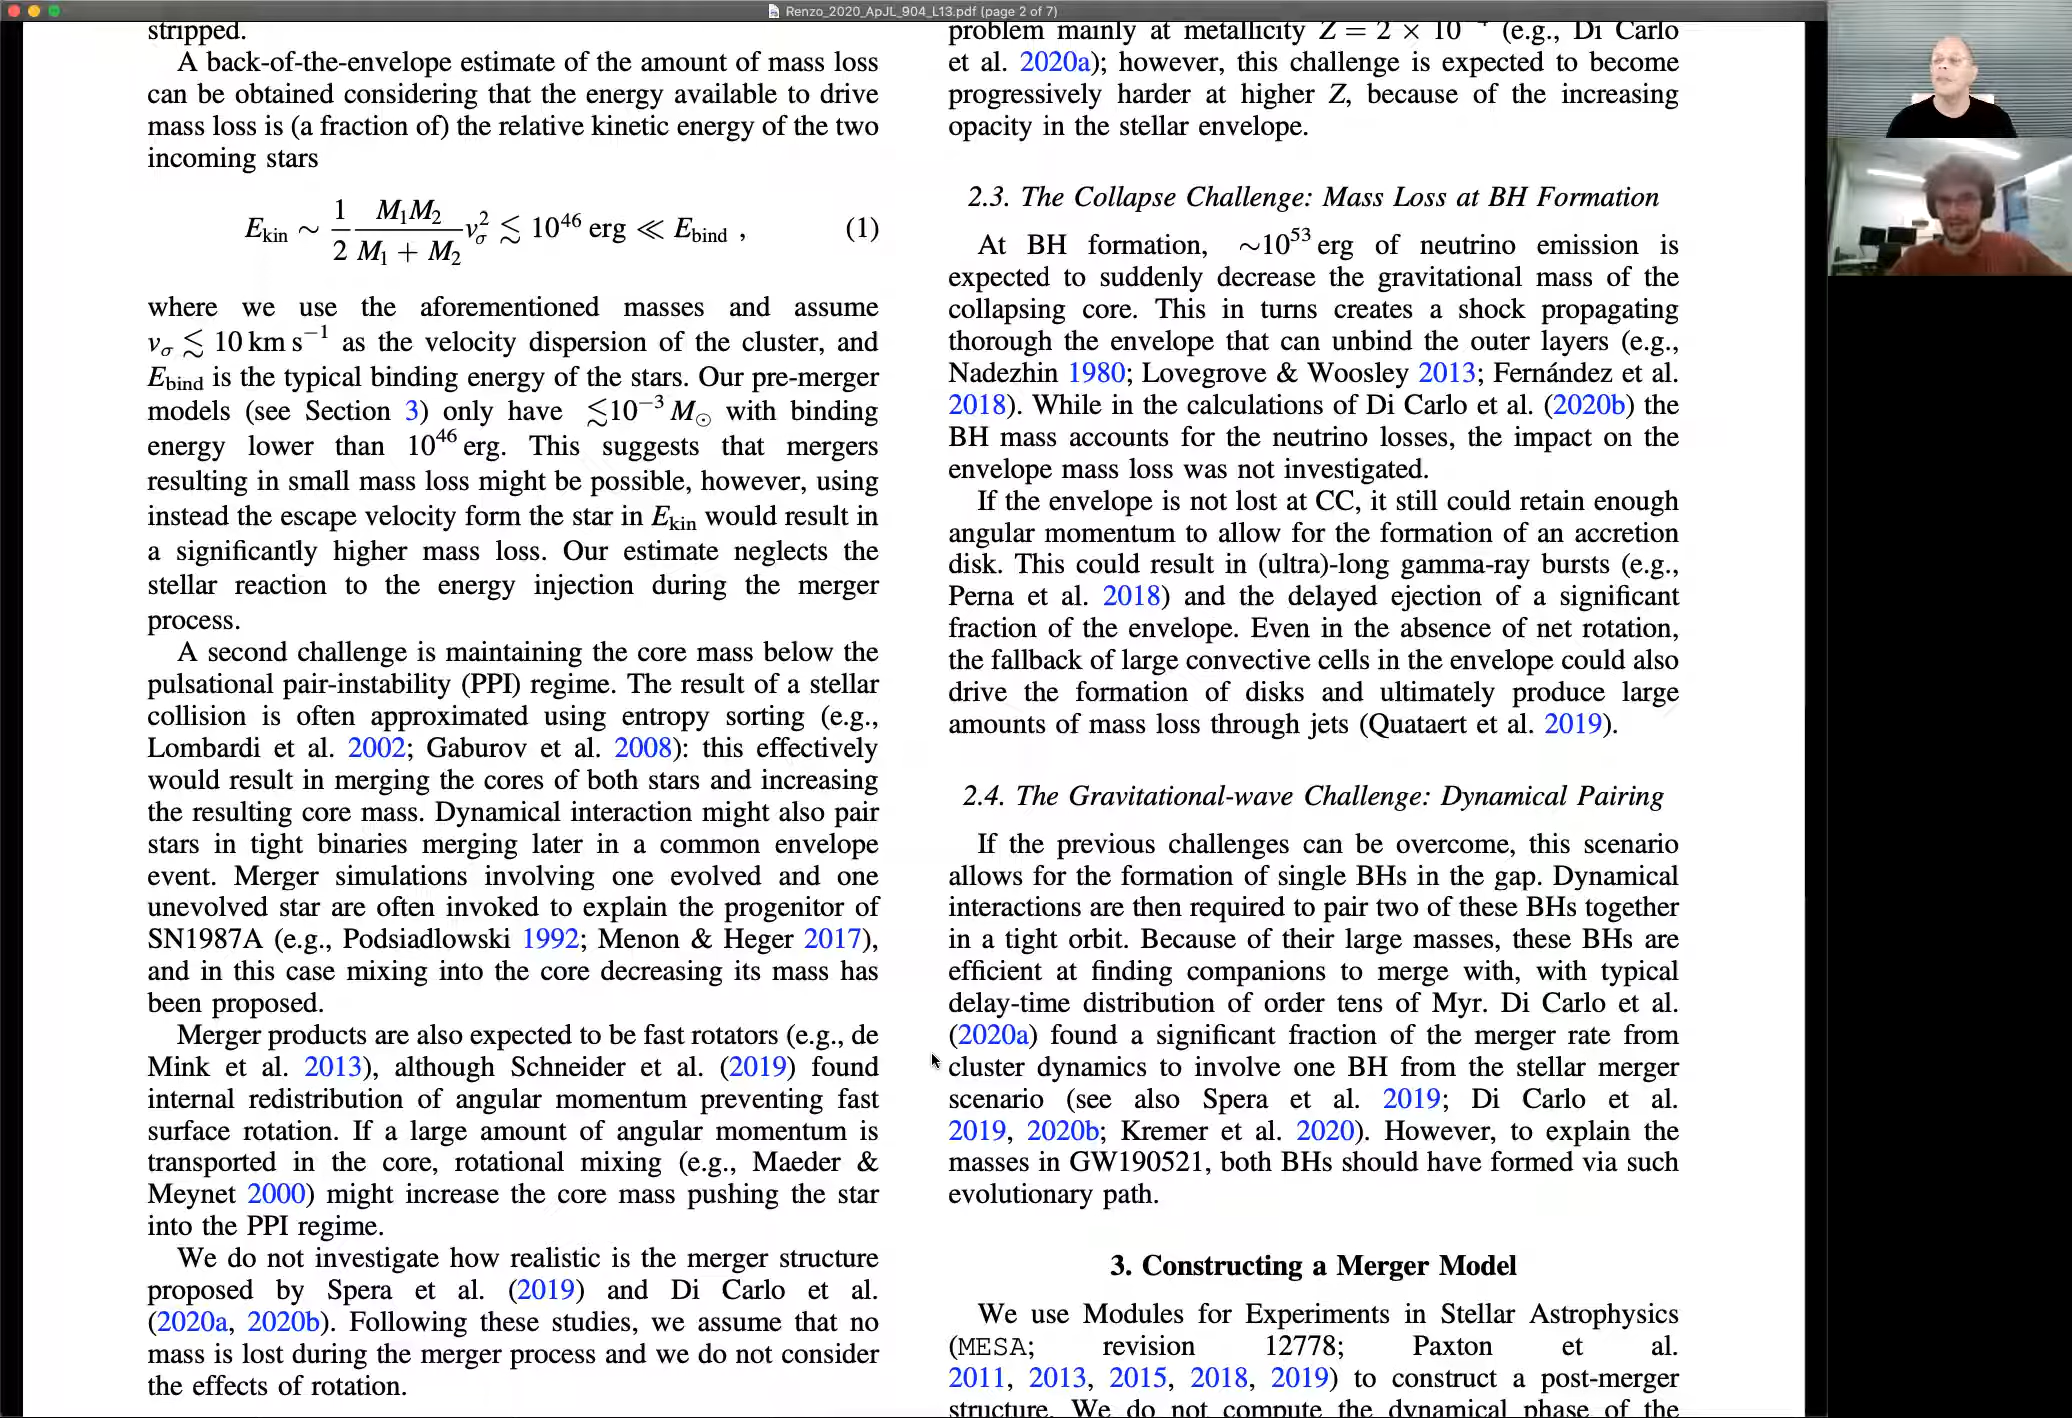 Renzo_2020_ApJL_904_L13.pdf (page 2 of 7)
stripped.
A back-of-the-envelope estimate of the amount of mass loss
can be obtained considering that the energy available to drive
mass loss is (a fraction of) the relative kinetic energy of the two
incoming stars
E_kin ∼ 1/2 M₁M₂/(M₁ + M₂) v_σ² ≲ 10⁴⁶ erg ≪ E_bind , (1)
where we use the aforementioned masses and assume
v_σ ≲ 10 km s⁻¹ as the velocity dispersion of the cluster, and
E_bind is the typical binding energy of the stars. Our pre-merger
models (see Section 3) only have ≲10⁻³ M⊙ with binding
energy lower than 10⁴⁶ erg. This suggests that mergers
resulting in small mass loss might be possible, however, using
instead the escape velocity form the star in E_kin would result in
a significantly higher mass loss. Our estimate neglects the
stellar reaction to the energy injection during the merger
process.
A second challenge is maintaining the core mass below the
pulsational pair-instability (PPI) regime. The result of a stellar
collision is often approximated using entropy sorting (e.g.,
Lombardi et al. 2002; Gaburov et al. 2008): this effectively
would result in merging the cores of both stars and increasing
the resulting core mass. Dynamical interaction might also pair
stars in tight binaries merging later in a common envelope
event. Merger simulations involving one evolved and one
unevolved star are often invoked to explain the progenitor of
SN1987A (e.g., Podsiadlowski 1992; Menon & Heger 2017),
and in this case mixing into the core decreasing its mass has
been proposed.
Merger products are also expected to be fast rotators (e.g., de
Mink et al. 2013), although Schneider et al. (2019) found
internal redistribution of angular momentum preventing fast
surface rotation. If a large amount of angular momentum is
transported in the core, rotational mixing (e.g., Maeder &
Meynet 2000) might increase the core mass pushing the star
into the PPI regime.
We do not investigate how realistic is the merger structure
proposed by Spera et al. (2019) and Di Carlo et al.
(2020a, 2020b). Following these studies, we assume that no
mass is lost during the merger process and we do not consider
the effects of rotation.
problem mainly at metallicity Z = 2 × 10 (e.g., Di Carlo
et al. 2020a); however, this challenge is expected to become
progressively harder at higher Z, because of the increasing
opacity in the stellar envelope.
2.3. The Collapse Challenge: Mass Loss at BH Formation
At BH formation, ∼10⁵³ erg of neutrino emission is
expected to suddenly decrease the gravitational mass of the
collapsing core. This in turns creates a shock propagating
thorough the envelope that can unbind the outer layers (e.g.,
Nadezhin 1980; Lovegrove & Woosley 2013; Fernández et al.
2018). While in the calculations of Di Carlo et al. (2020b) the
BH mass accounts for the neutrino losses, the impact on the
envelope mass loss was not investigated.
If the envelope is not lost at CC, it still could retain enough
angular momentum to allow for the formation of an accretion
disk. This could result in (ultra)-long gamma-ray bursts (e.g.,
Perna et al. 2018) and the delayed ejection of a significant
fraction of the envelope. Even in the absence of net rotation,
the fallback of large convective cells in the envelope could also
drive the formation of disks and ultimately produce large
amounts of mass loss through jets (Quataert et al. 2019).
2.4. The Gravitational-wave Challenge: Dynamical Pairing
If the previous challenges can be overcome, this scenario
allows for the formation of single BHs in the gap. Dynamical
interactions are then required to pair two of these BHs together
in a tight orbit. Because of their large masses, these BHs are
efficient at finding companions to merge with, with typical
delay-time distribution of order tens of Myr. Di Carlo et al.
(2020a) found a significant fraction of the merger rate from
cluster dynamics to involve one BH from the stellar merger
scenario (see also Spera et al. 2019; Di Carlo et al.
2019, 2020b; Kremer et al. 2020). However, to explain the
masses in GW190521, both BHs should have formed via such
evolutionary path.
3. Constructing a Merger Model
We use Modules for Experiments in Stellar Astrophysics
(MESA; revision 12778; Paxton et al.
2011, 2013, 2015, 2018, 2019) to construct a post-merger
structure. We do not compute the dynamical phase of the